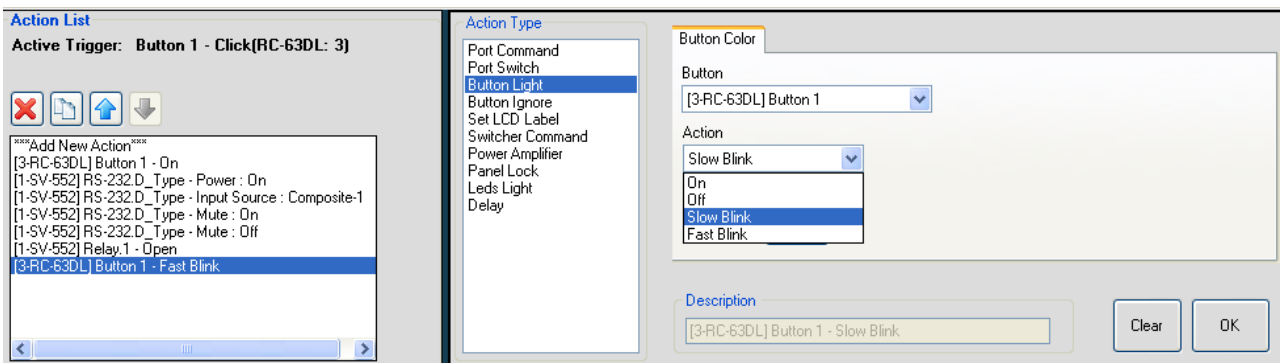 Action List
Active Trigger: Button 1 - Click(RC-63DL: 3)
***Add New Action***
[3-RC-63DL] Button 1 - On
[1-SV-552] RS-232.D_Type - Power : On
[1-SV-552] RS-232.D_Type - Input Source : Composite-1
[1-SV-552] RS-232.D_Type - Mute : On
[1-SV-552] RS-232.D_Type - Mute : Off
[1-SV-552] Relay.1 - Open
[3-RC-63DL] Button 1 - Fast Blink
Action Type
Port Command
Port Switch
Button Light
Button Ignore
Set LCD Label
Switcher Command
Power Amplifier
Panel Lock
Leds Light
Delay
Button Color
Button
[3-RC-63DL] Button 1
Action
Slow Blink
On
Off
Slow Blink
Fast Blink
Description
[3-RC-63DL] Button 1 - Slow Blink
Clear
OK